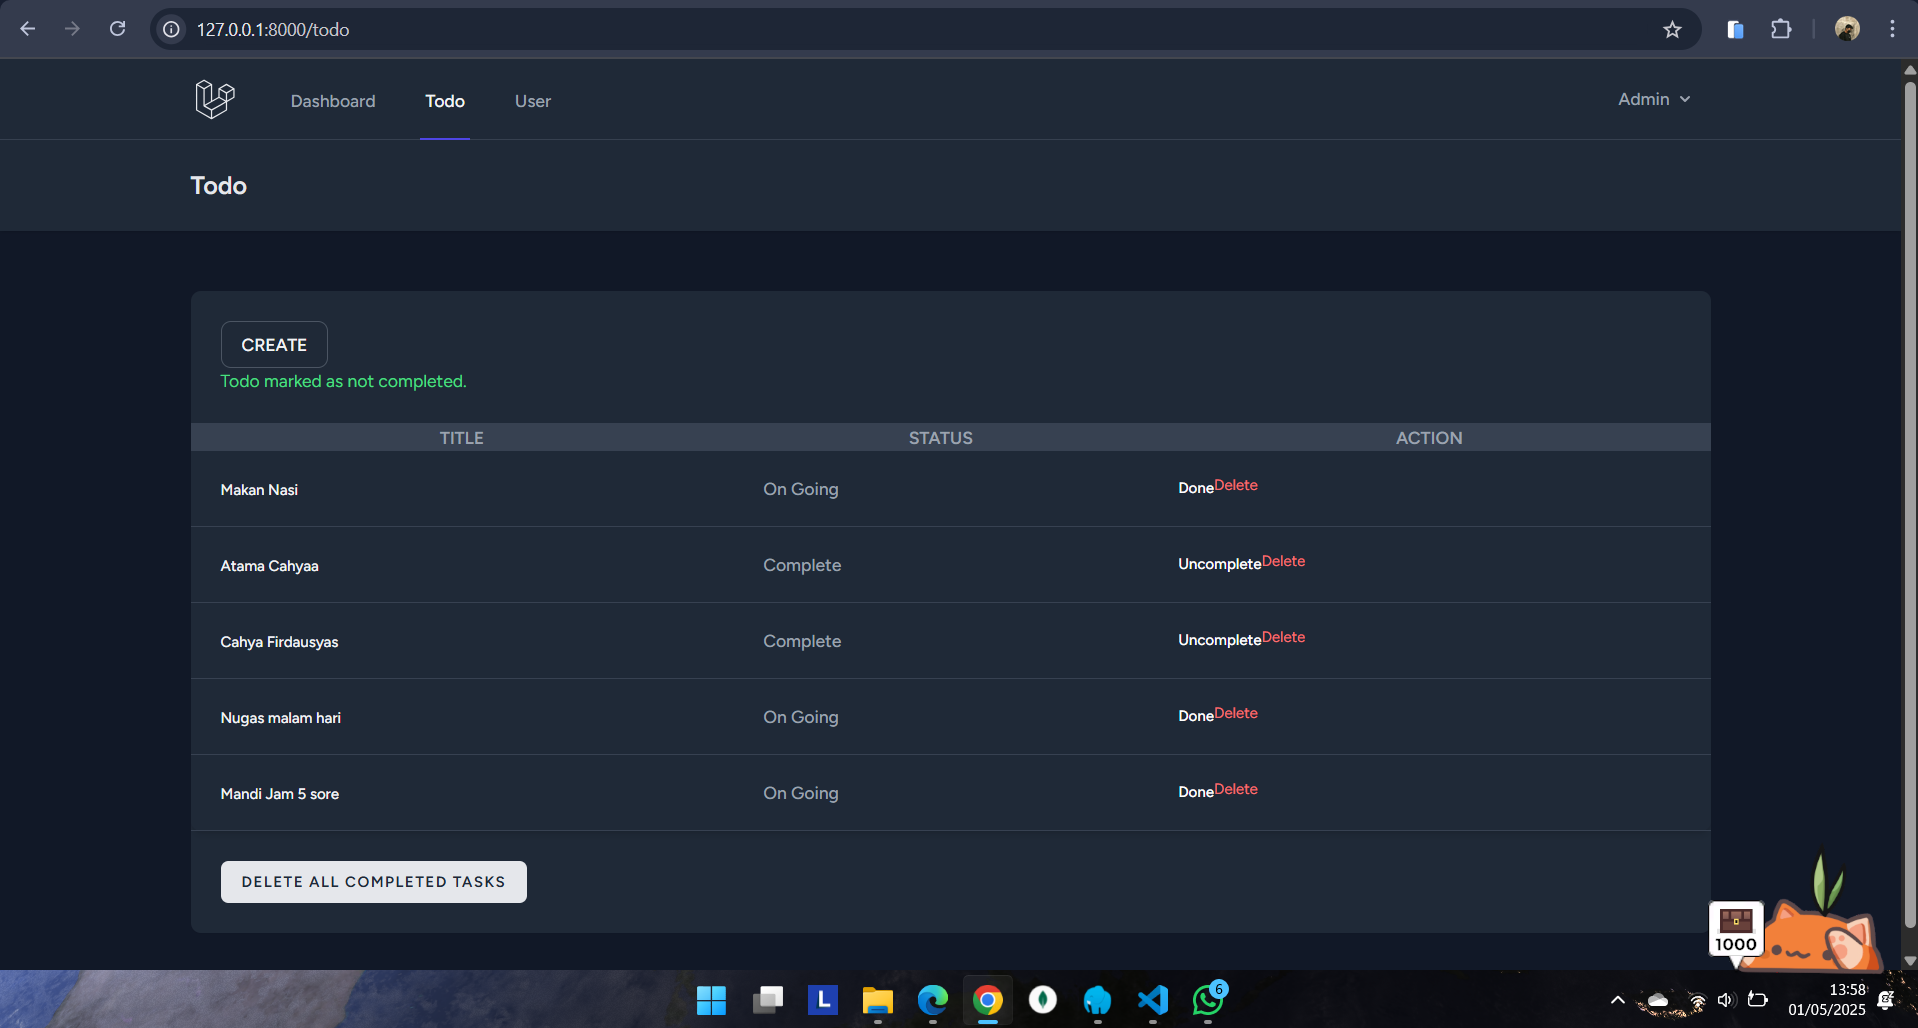 127.0.0.1:8000/todo
Dashboard Todo User Admin
Todo
CREATE
Todo marked as not completed.
TITLE STATUS ACTION
Makan Nasi On Going DoneDelete
Atama Cahyaa Complete UncompleteDelete
Cahya Firdausyas Complete UncompleteDelete
Nugas malam hari On Going DoneDelete
Mandi Jam 5 sore On Going DoneDelete
DELETE ALL COMPLETED TASKS
1000
L
6
13:58
01/05/2025